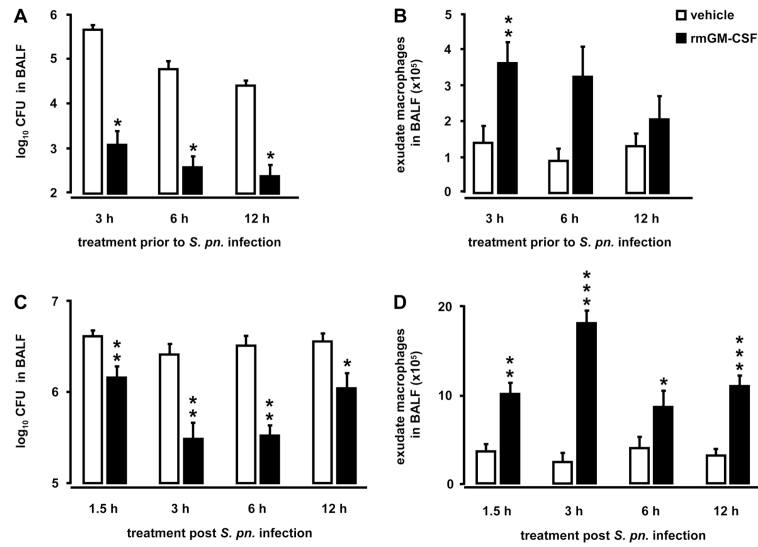 A
log₁₀ CFU in BALF
6
5
4
3
2
*
*
*
3 h 6 h 12 h
treatment prior to S. pn. infection
B
exudate macrophages
in BALF (x10⁵)
5
4
3
2
1
0
**
3 h 6 h 12 h
treatment prior to S. pn. infection
vehicle
rmGM-CSF
C
log₁₀ CFU in BALF
7
6
5
**
**
**
*
1.5 h 3 h 6 h 12 h
treatment post S. pn. infection
D
exudate macrophages
in BALF (x10⁵)
20
10
0
**
***
*
***
1.5 h 3 h 6 h 12 h
treatment post S. pn. infection